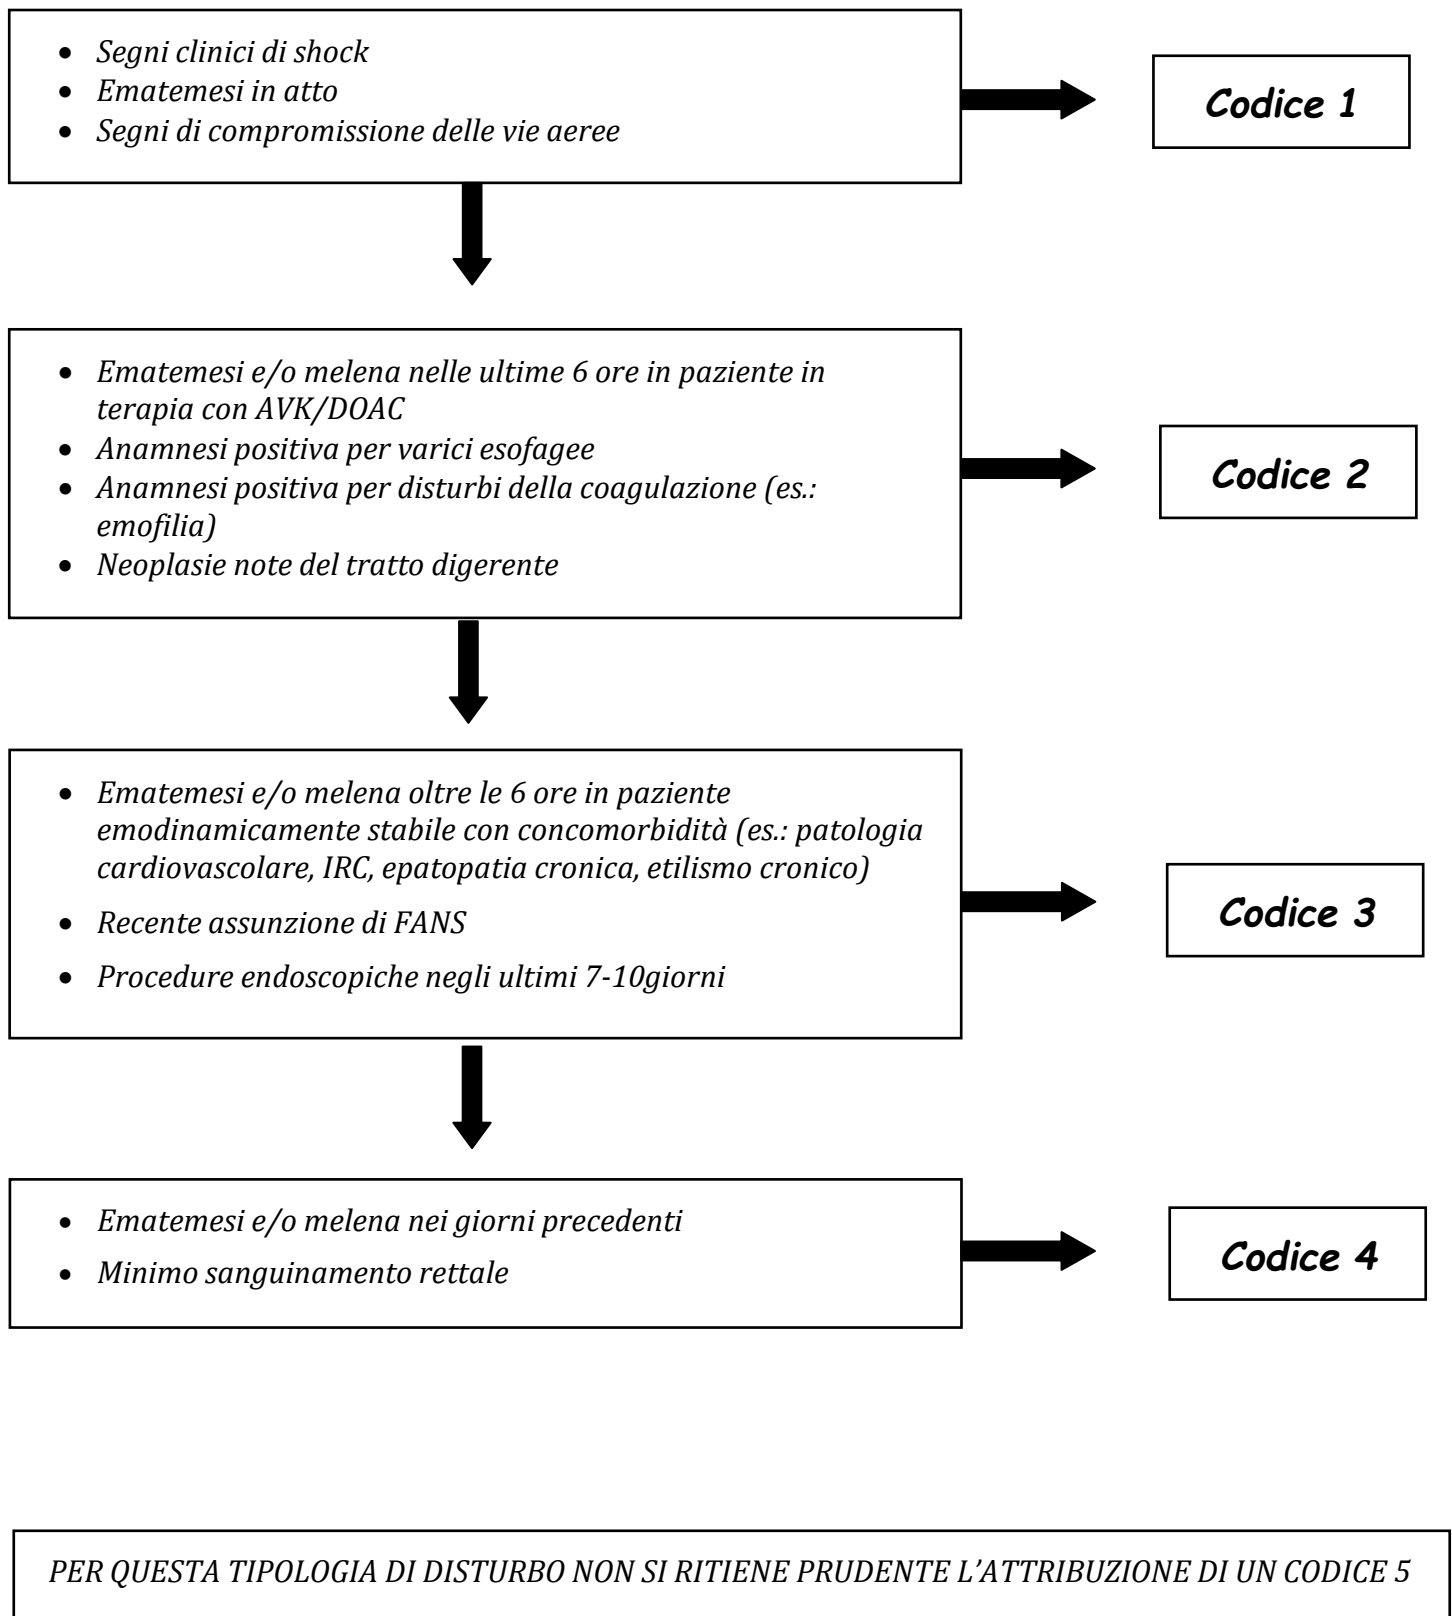 • Segni clinici di shock
• Ematemesi in atto
• Segni di compromissione delle vie aeree
Codice 1
• Ematemesi e/o melena nelle ultime 6 ore in paziente in
terapia con AVK/DOAC
• Anamnesi positiva per varici esofagee
• Anamnesi positiva per disturbi della coagulazione (es.:
emofilia)
• Neoplasie note del tratto digerente
Codice 2
• Ematemesi e/o melena oltre le 6 ore in paziente
emodinamicamente stabile con concomorbidità (es.: patologia
cardiovascolare, IRC, epatopatia cronica, etilismo cronico)
• Recente assunzione di FANS
• Procedure endoscopiche negli ultimi 7-10giorni
Codice 3
• Ematemesi e/o melena nei giorni precedenti
• Minimo sanguinamento rettale
Codice 4
PER QUESTA TIPOLOGIA DI DISTURBO NON SI RITIENE PRUDENTE L'ATTRIBUZIONE DI UN CODICE 5